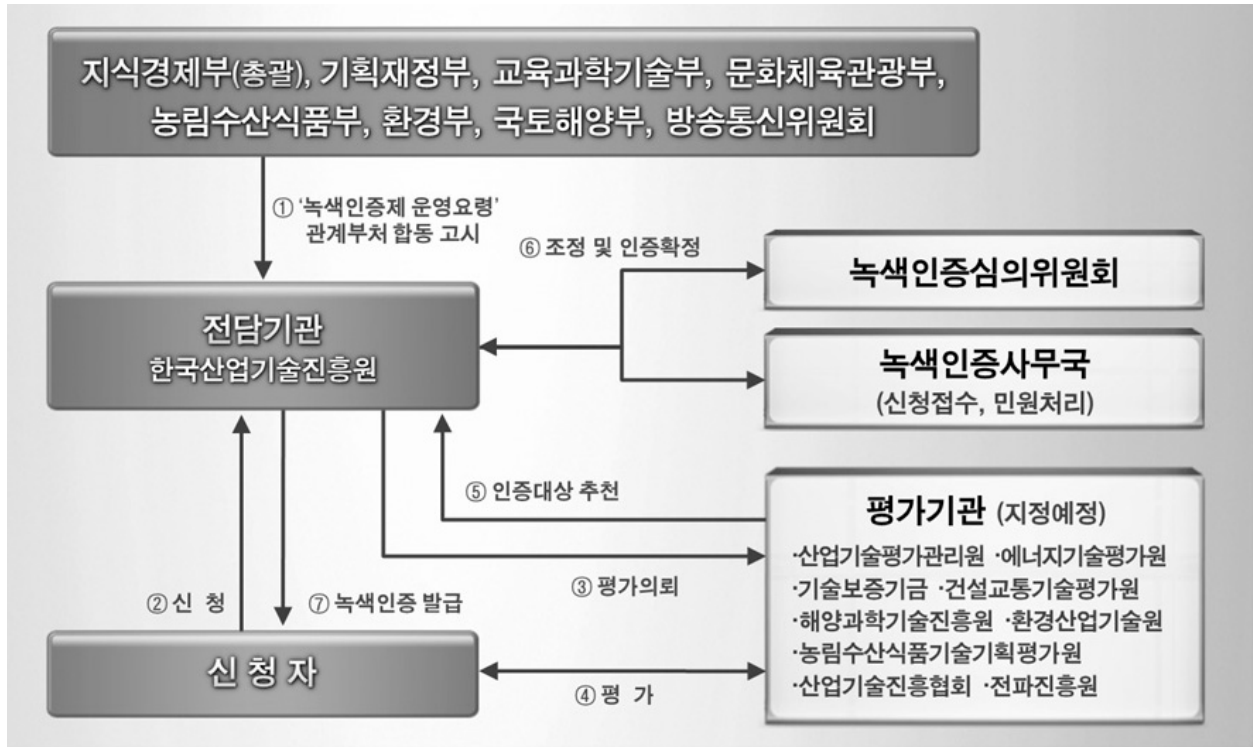 지식경제부(총괄), 기획재정부, 교육과학기술부, 문화체육관광부,
농림수산식품부, 환경부, 국토해양부, 방송통신위원회
① ‘녹색인증제 운영요령’
관계부처 합동 고시
⑥ 조정 및 인증확정
녹색인증심의위원회
전담기관
한국산업기술진흥원
녹색인증사무국
(신청접수, 민원처리)
⑤ 인증대상 추천
평가기관 (지정예정)
·산업기술평가관리원 ·에너지기술평가원
·기술보증기금 ·건설교통기술평가원
·해양과학기술진흥원 ·환경산업기술원
·농림수산식품기술기획평가원
·산업기술진흥협회 ·전파진흥원
③ 평가의뢰
② 신 청
⑦ 녹색인증 발급
신 청 자
④ 평 가